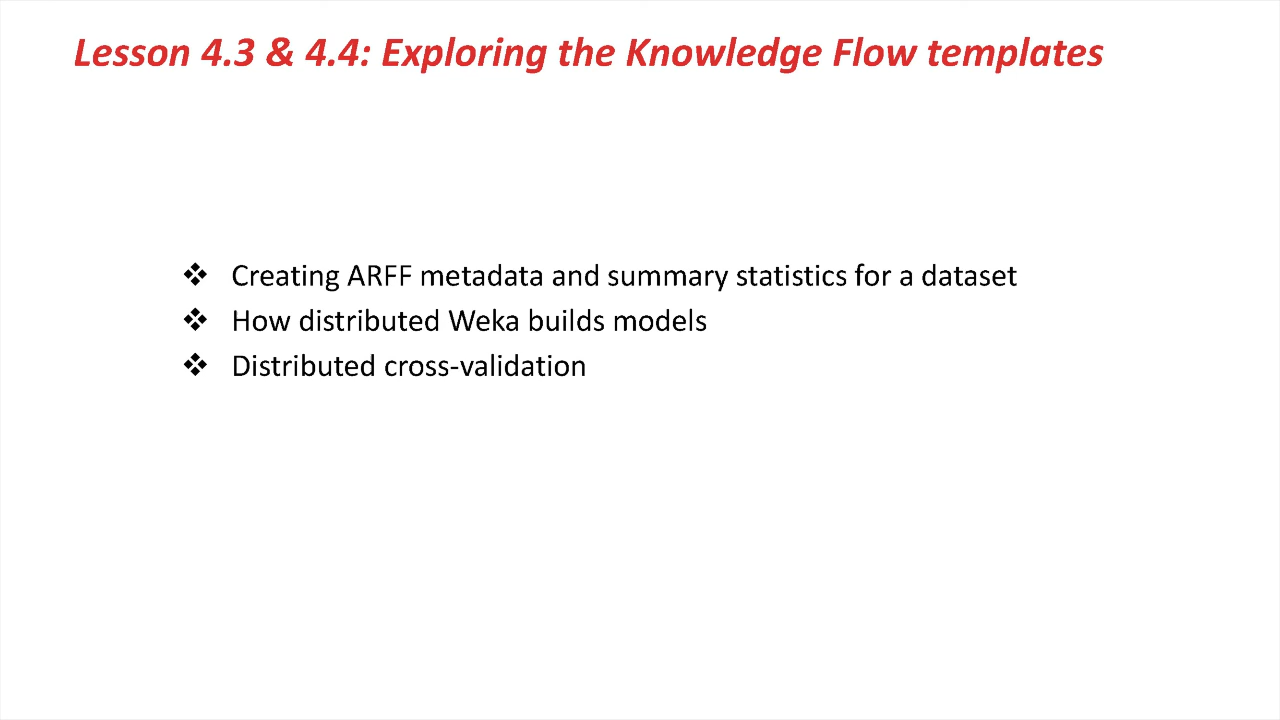 Lesson 4.3 & 4.4: Exploring the Knowledge Flow templates
❖ Creating ARFF metadata and summary statistics for a dataset
❖ How distributed Weka builds models
❖ Distributed cross-validation